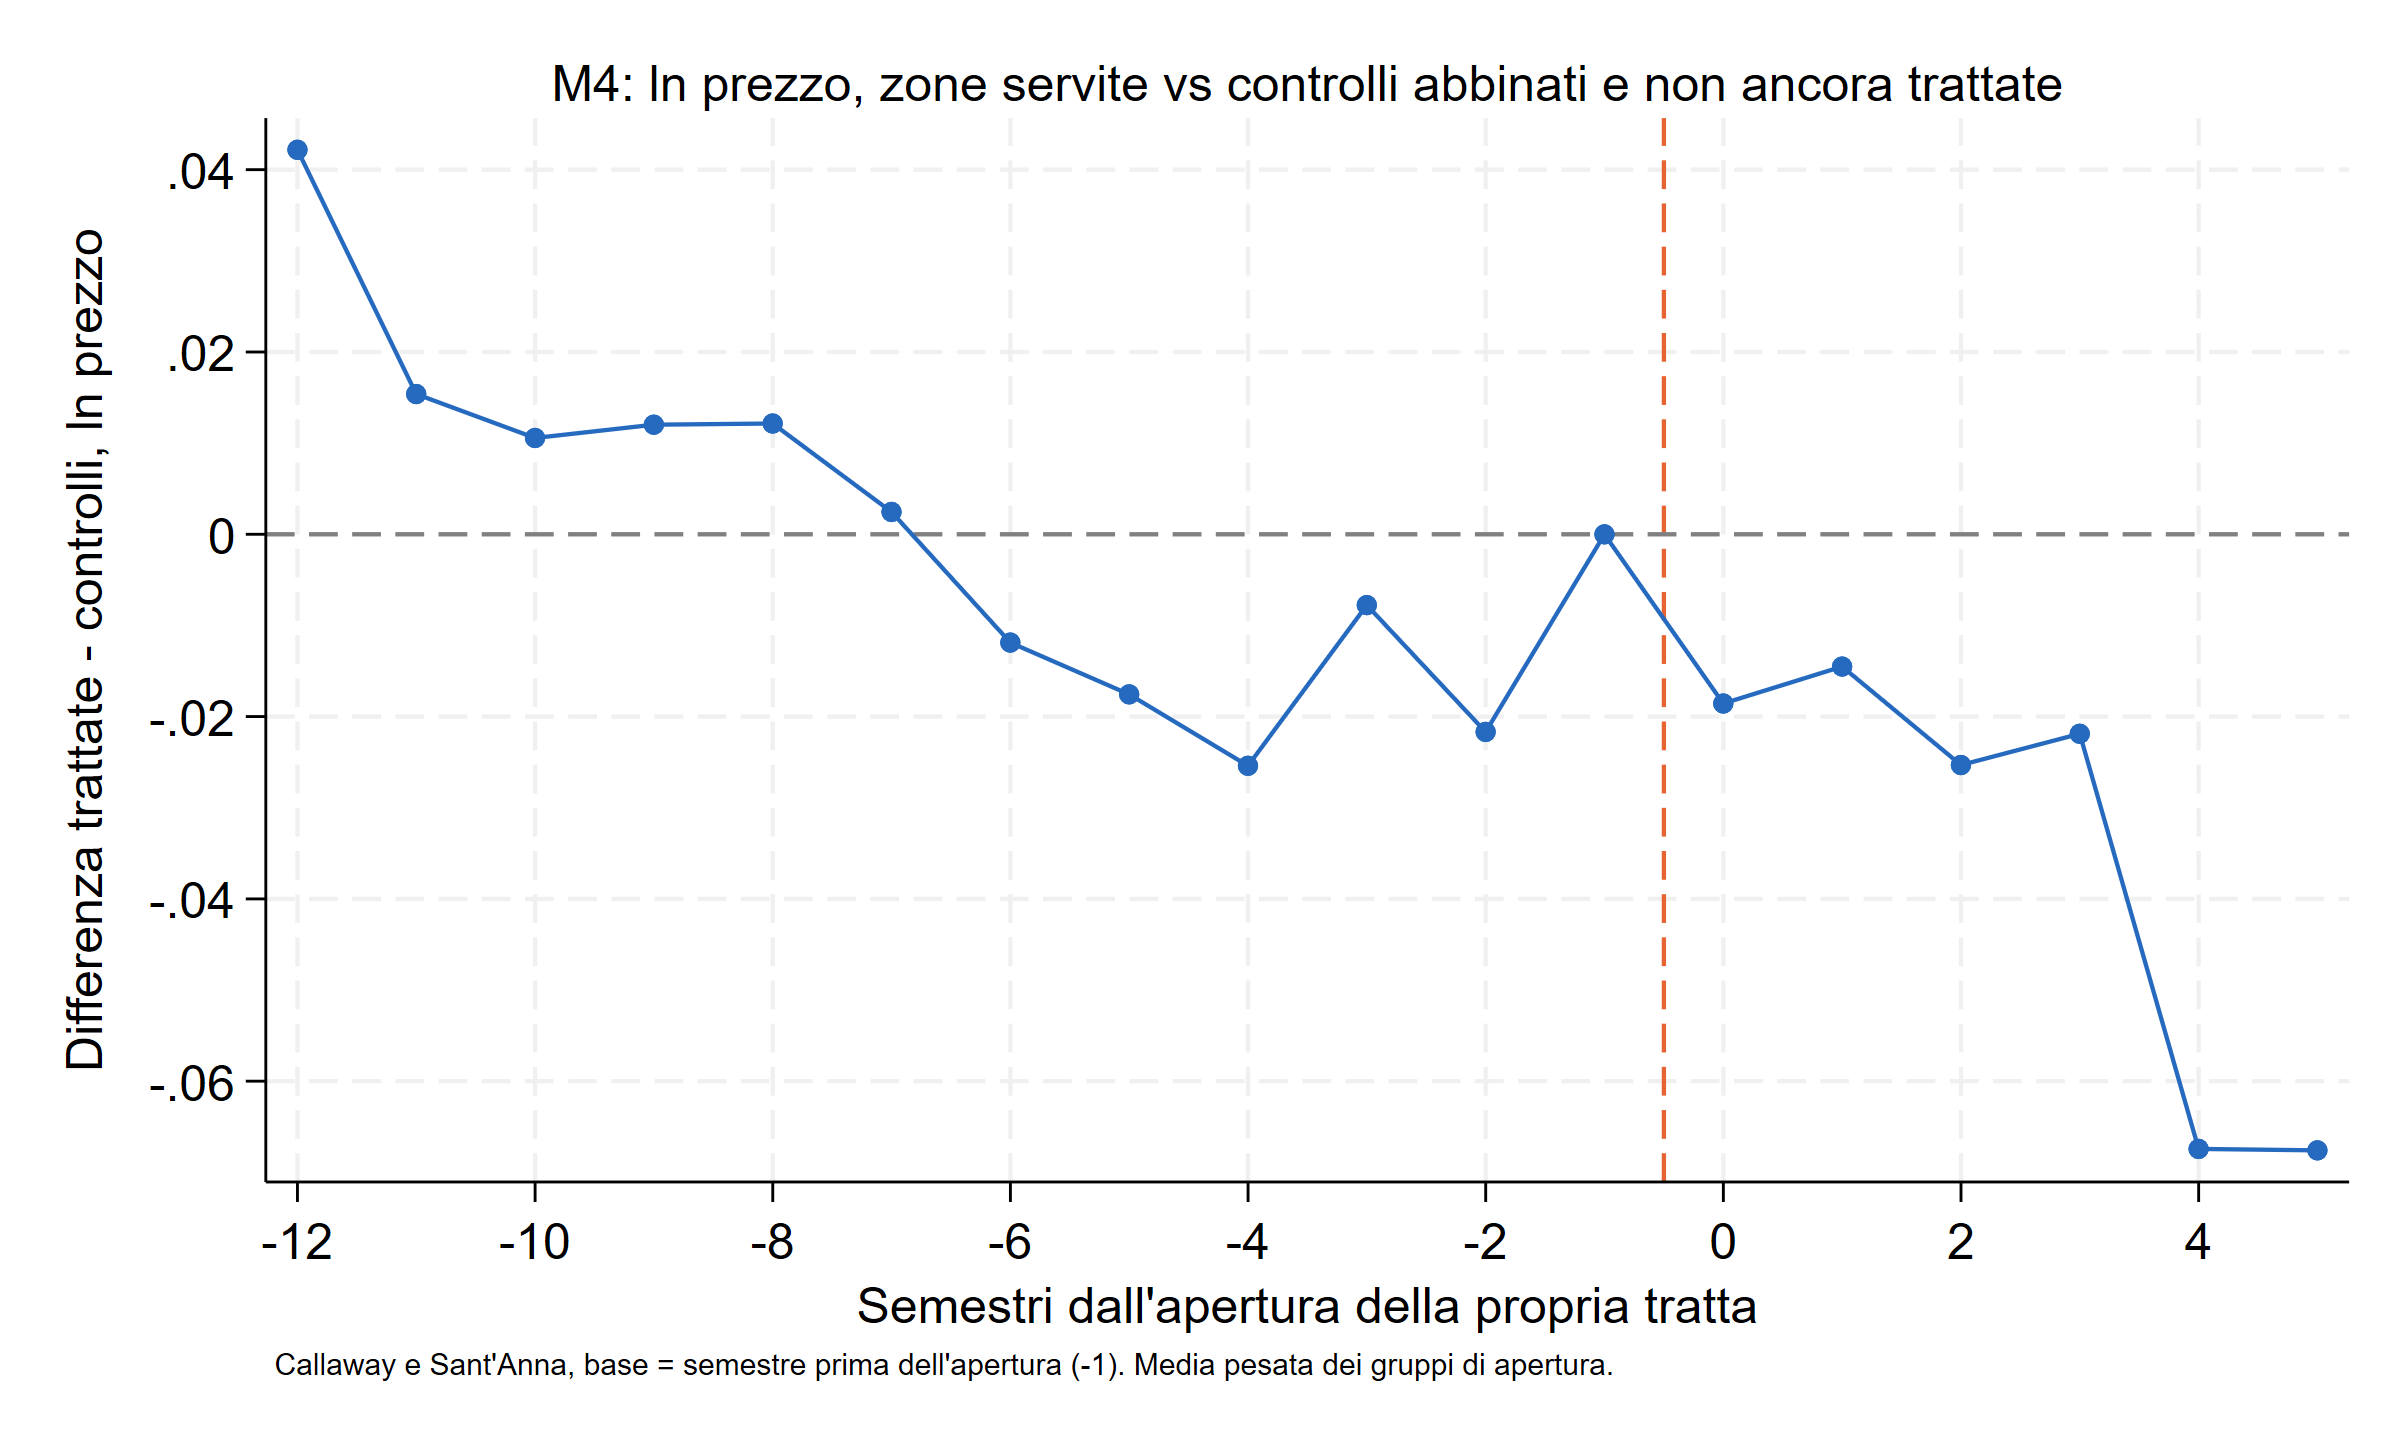 M4: ln prezzo, zone servite vs controlli abbinati e non ancora trattate
Differenza trattate - controlli, ln prezzo
.04
.02
0
-.02
-.04
-.06
-12 -10 -8 -6 -4 -2 0 2 4
Semestri dall'apertura della propria tratta
Callaway e Sant'Anna, base = semestre prima dell'apertura (-1). Media pesata dei gruppi di apertura.